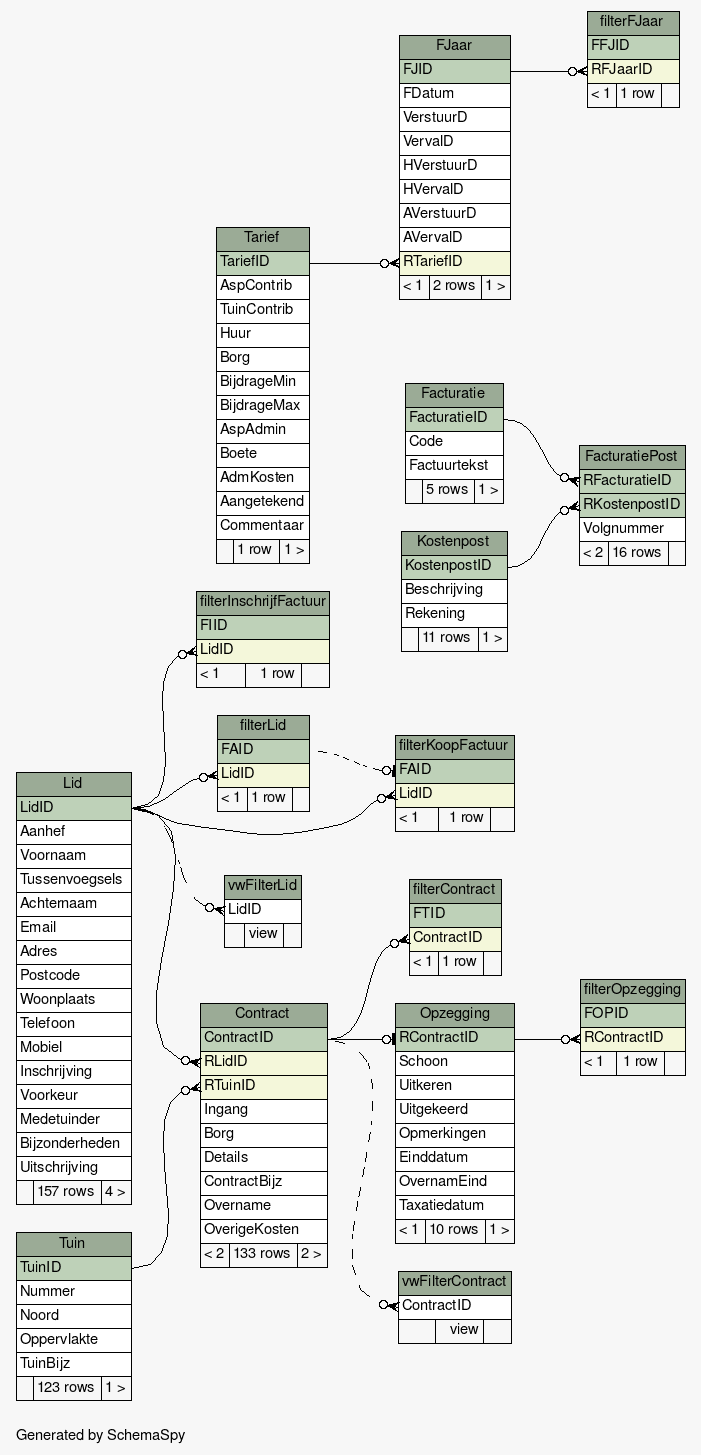 filterFJaar
FFJID
RFJaarID
< 1 1 row
FJaar
FJID
FDatum
VerstuurD
VervalD
HVerstuurD
HVervalD
AVerstuurD
AVervalD
RTariefID
< 1 2 rows 1 >
Tarief
TariefID
AspContrib
TuinContrib
Huur
Borg
BijdrageMin
BijdrageMax
AspAdmin
Boete
AdmKosten
Aangetekend
Commentaar
1 row 1 >
Facturatie
FacturatieID
Code
Factuurtekst
5 rows 1 >
FacturatiePost
RFacturatieID
RKostenpostID
Volgnummer
< 2 16 rows
Kostenpost
KostenpostID
Beschrijving
Rekening
11 rows 1 >
filterInschrijfFactuur
FIID
LidID
< 1 1 row
filterLid
FAID
LidID
< 1 1 row
filterKoopFactuur
FAID
LidID
< 1 1 row
Lid
LidID
Aanhef
Voornaam
Tussenvoegsels
Achternaam
Email
Adres
Postcode
Woonplaats
Telefoon
Mobiel
Inschrijving
Voorkeur
Medetuinder
Bijzonderheden
Uitschrijving
157 rows 4 >
vwFilterLid
LidID
view
filterContract
FTID
ContractID
< 1 1 row
Contract
ContractID
RLidID
RTuinID
Ingang
Borg
Details
ContractBijz
Overname
OverigeKosten
< 2 133 rows 2 >
Opzegging
RContractID
Schoon
Uitkeren
Uitgekeerd
Opmerkingen
Einddatum
OvernamEind
Taxatiedatum
< 1 10 rows 1 >
filterOpzegging
FOPID
RContractID
< 1 1 row
Tuin
TuinID
Nummer
Noord
Oppervlakte
TuinBijz
123 rows 1 >
vwFilterContract
ContractID
view
Generated by SchemaSpy